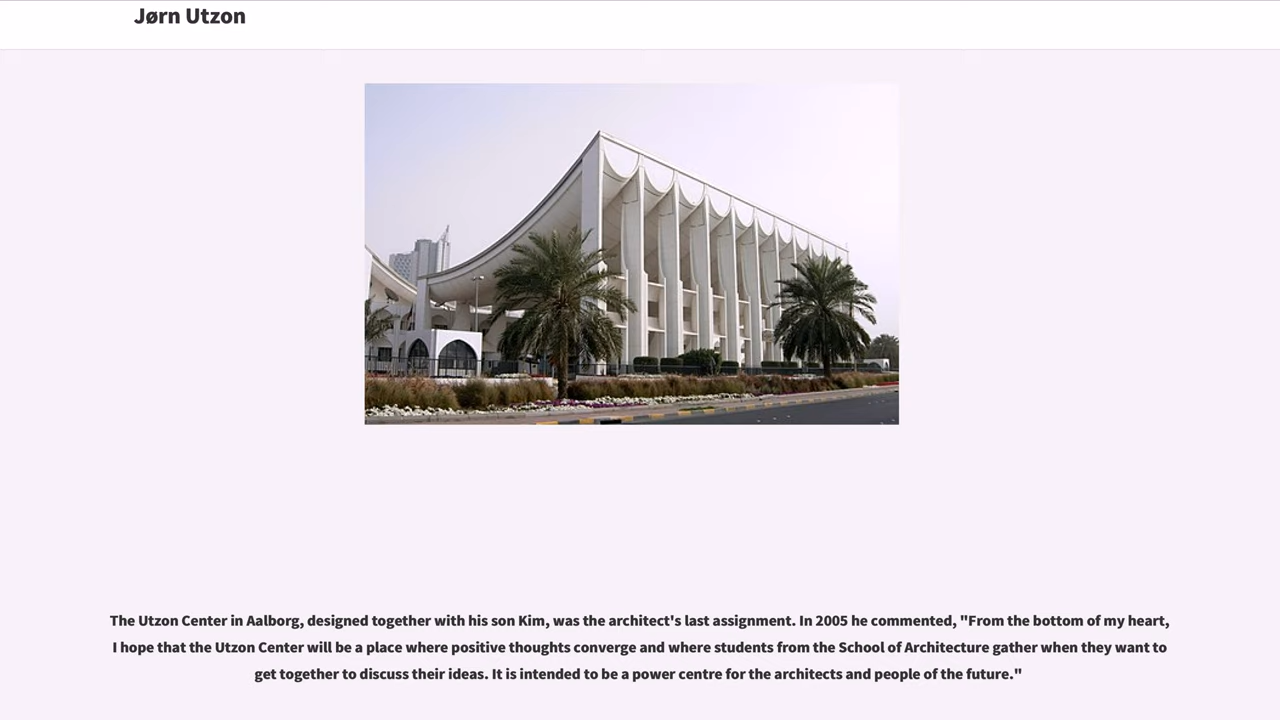 Jørn Utzon
The Utzon Center in Aalborg, designed together with his son Kim, was the architect's last assignment. In 2005 he commented, "From the bottom of my heart,
I hope that the Utzon Center will be a place where positive thoughts converge and where students from the School of Architecture gather when they want to
get together to discuss their ideas. It is intended to be a power centre for the architects and people of the future."